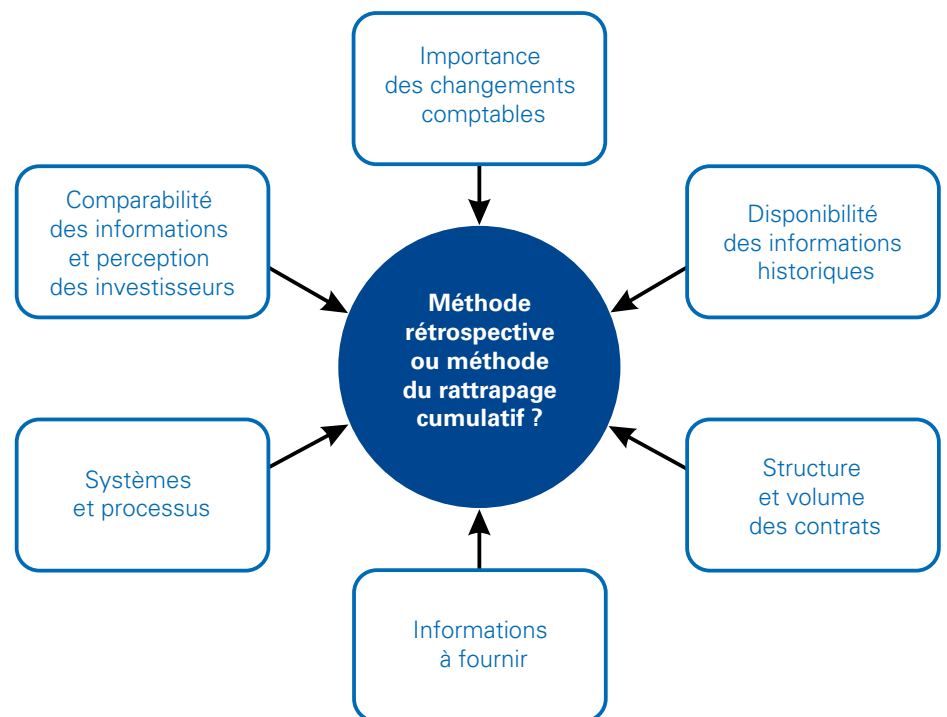 Importance
des changements
comptables
Comparabilité
des informations
et perception
des investisseurs
Disponibilité
des informations
historiques
Méthode
rétrospective
ou méthode
du rattrapage
cumulatif ?
Systèmes
et processus
Structure
et volume
des contrats
Informations
à fournir